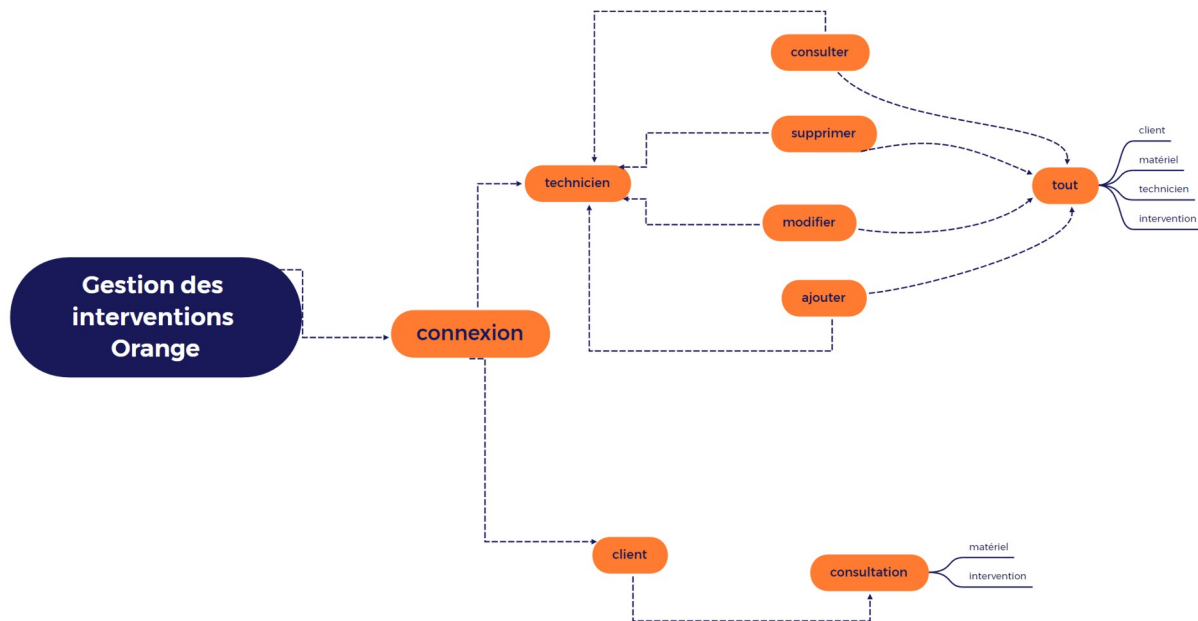 consulter
supprimer
technicien
modifier
ajouter
tout
client
matériel
technicien
intervention
Gestion des
interventions
Orange
connexion
client
consultation
matériel
intervention